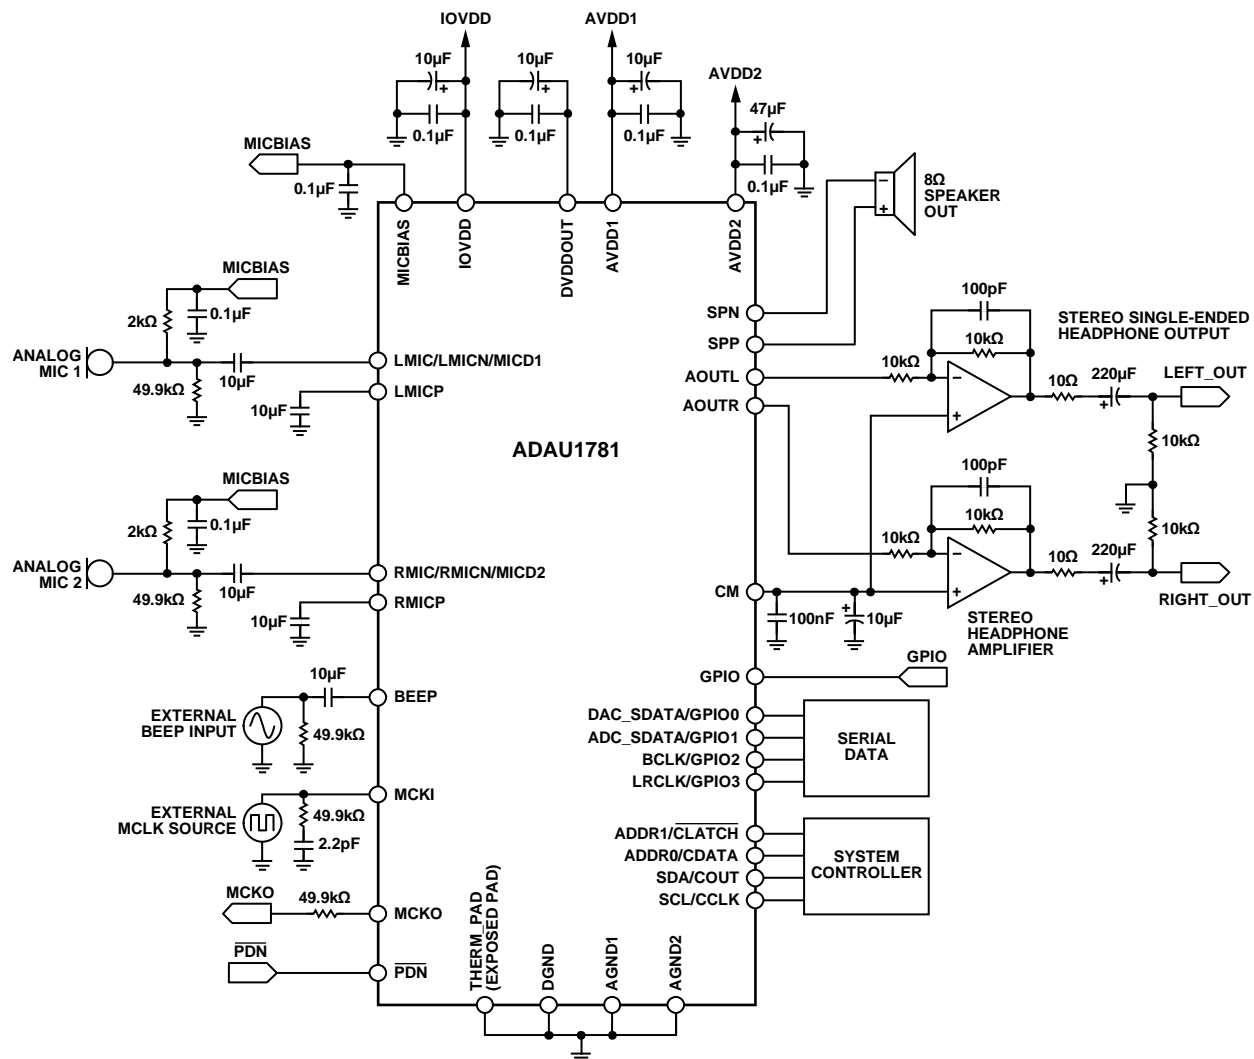 IOVDD
AVDD1
AVDD2
10µF
10µF
10µF
47µF
0.1µF
0.1µF
0.1µF
0.1µF
MICBIAS
0.1µF
8Ω
SPEAKER
OUT
MICBIAS
IOVDD
DVDDOUT
AVDD1
AVDD2
MICBIAS
2kΩ
0.1µF
ANALOG
MIC 1
49.9kΩ
10µF
LMIC/LMICN/MICD1
10µF
LMICP
SPN
SPP
AOUTL
AOUTR
100pF
10kΩ
10kΩ
STEREO SINGLE-ENDED
HEADPHONE OUTPUT
10Ω
220µF
LEFT_OUT
10kΩ
ADAU1781
MICBIAS
2kΩ
0.1µF
ANALOG
MIC 2
49.9kΩ
10µF
RMIC/RMICN/MICD2
10µF
RMICP
100pF
10kΩ
10kΩ
10kΩ
10Ω
220µF
RIGHT_OUT
CM
100nF
10µF
STEREO
HEADPHONE
AMPLIFIER
10µF
BEEP
EXTERNAL
BEEP INPUT
49.9kΩ
GPIO
GPIO
DAC_SDATA/GPIO0
ADC_SDATA/GPIO1
BCLK/GPIO2
LRCLK/GPIO3
SERIAL
DATA
MCKI
EXTERNAL
MCLK SOURCE
49.9kΩ
2.2pF
ADDR1/CLATCH
ADDR0/CDATA
SDA/COUT
SCL/CCLK
SYSTEM
CONTROLLER
MCKO
49.9kΩ
MCKO
PDN
PDN
THERM_PAD
(EXPOSED PAD)
DGND
AGND1
AGND2